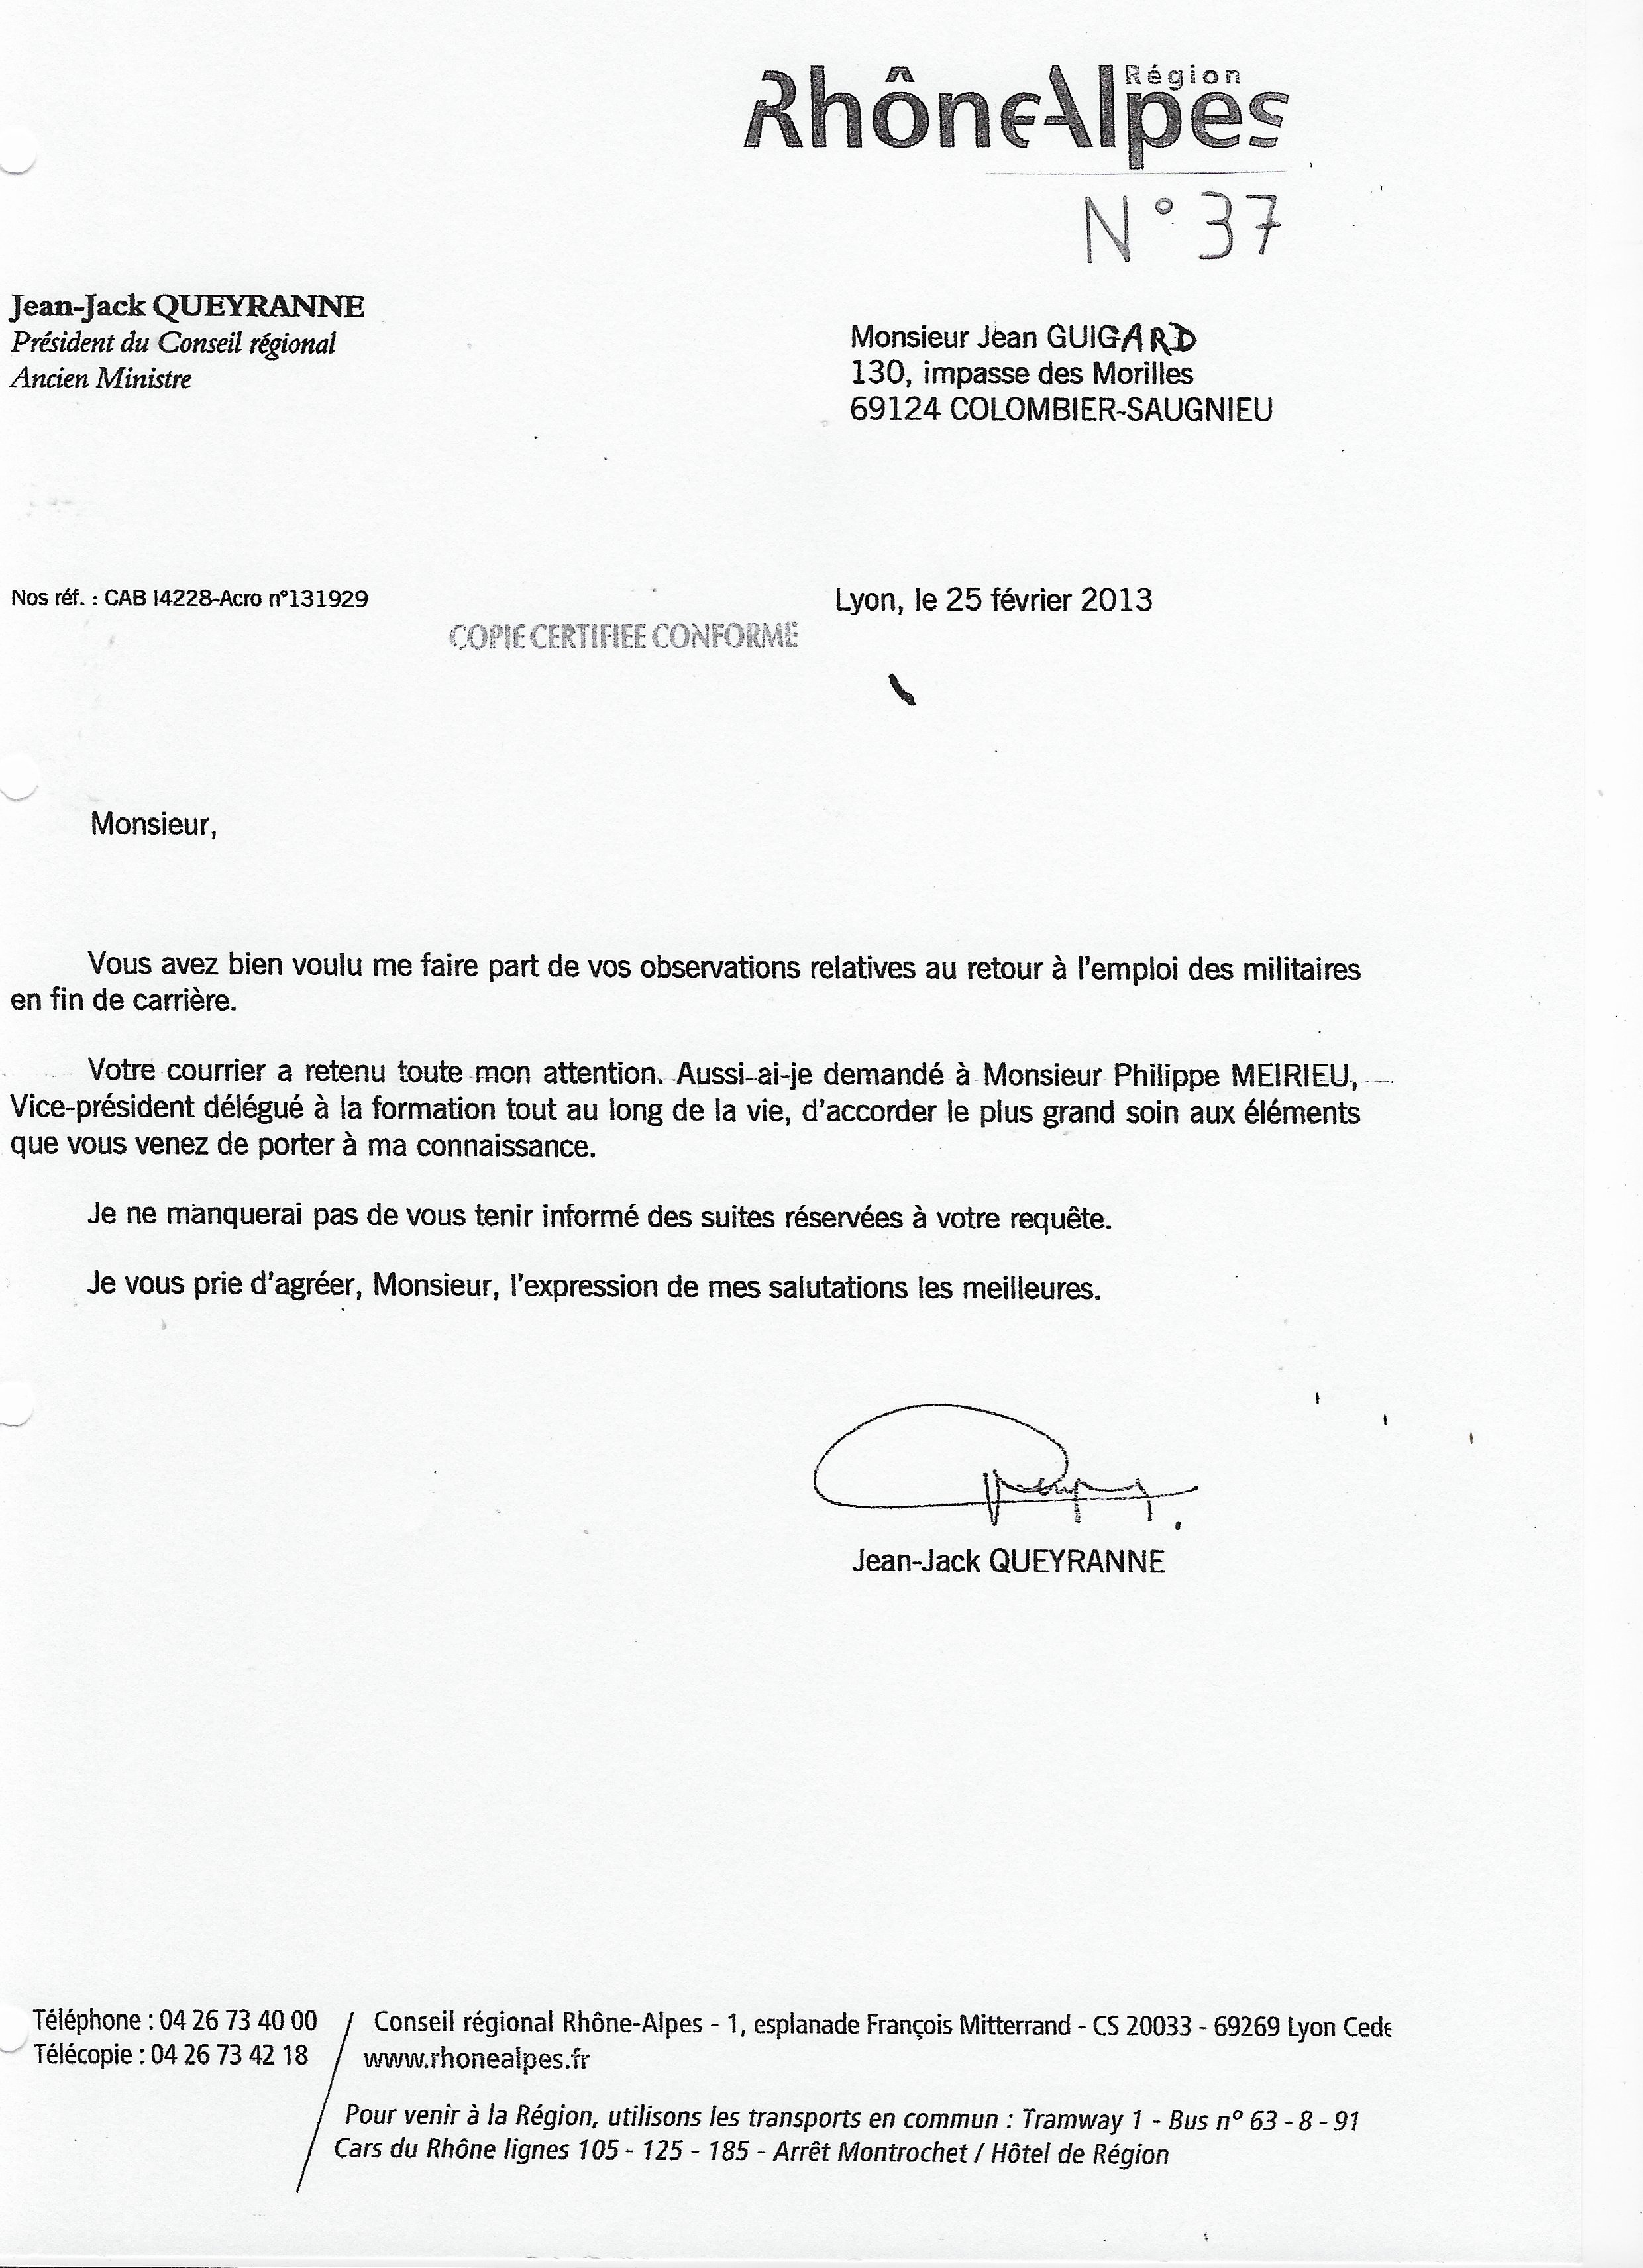 Région
RhôneAlpes
N° 37
Jean-Jack QUEYRANNE
Président du Conseil régional
Ancien Ministre
Monsieur Jean GUIGARD
130, impasse des Morilles
69124 COLOMBIER-SAUGNIEU
Nos réf. : CAB I4228-Acro n°131929
Lyon, le 25 février 2013
COPIE CERTIFIEE CONFORME
Monsieur,
Vous avez bien voulu me faire part de vos observations relatives au retour à l'emploi des militaires
en fin de carrière.
Votre courrier a retenu toute mon attention. Aussi ai-je demandé à Monsieur Philippe MEIRIEU,
Vice-président délégué à la formation tout au long de la vie, d'accorder le plus grand soin aux éléments
que vous venez de porter à ma connaissance.
Je ne manquerai pas de vous tenir informé des suites réservées à votre requête.
Je vous prie d'agréer, Monsieur, l'expression de mes salutations les meilleures.
Jean-Jack QUEYRANNE
Téléphone : 04 26 73 40 00 / Conseil régional Rhône-Alpes - 1, esplanade François Mitterrand - CS 20033 - 69269 Lyon Cede
Télécopie : 04 26 73 42 18 / www.rhonealpes.fr
Pour venir à la Région, utilisons les transports en commun : Tramway 1 - Bus n° 63 - 8 - 91
Cars du Rhône lignes 105 - 125 - 185 - Arrêt Montrochet / Hôtel de Région